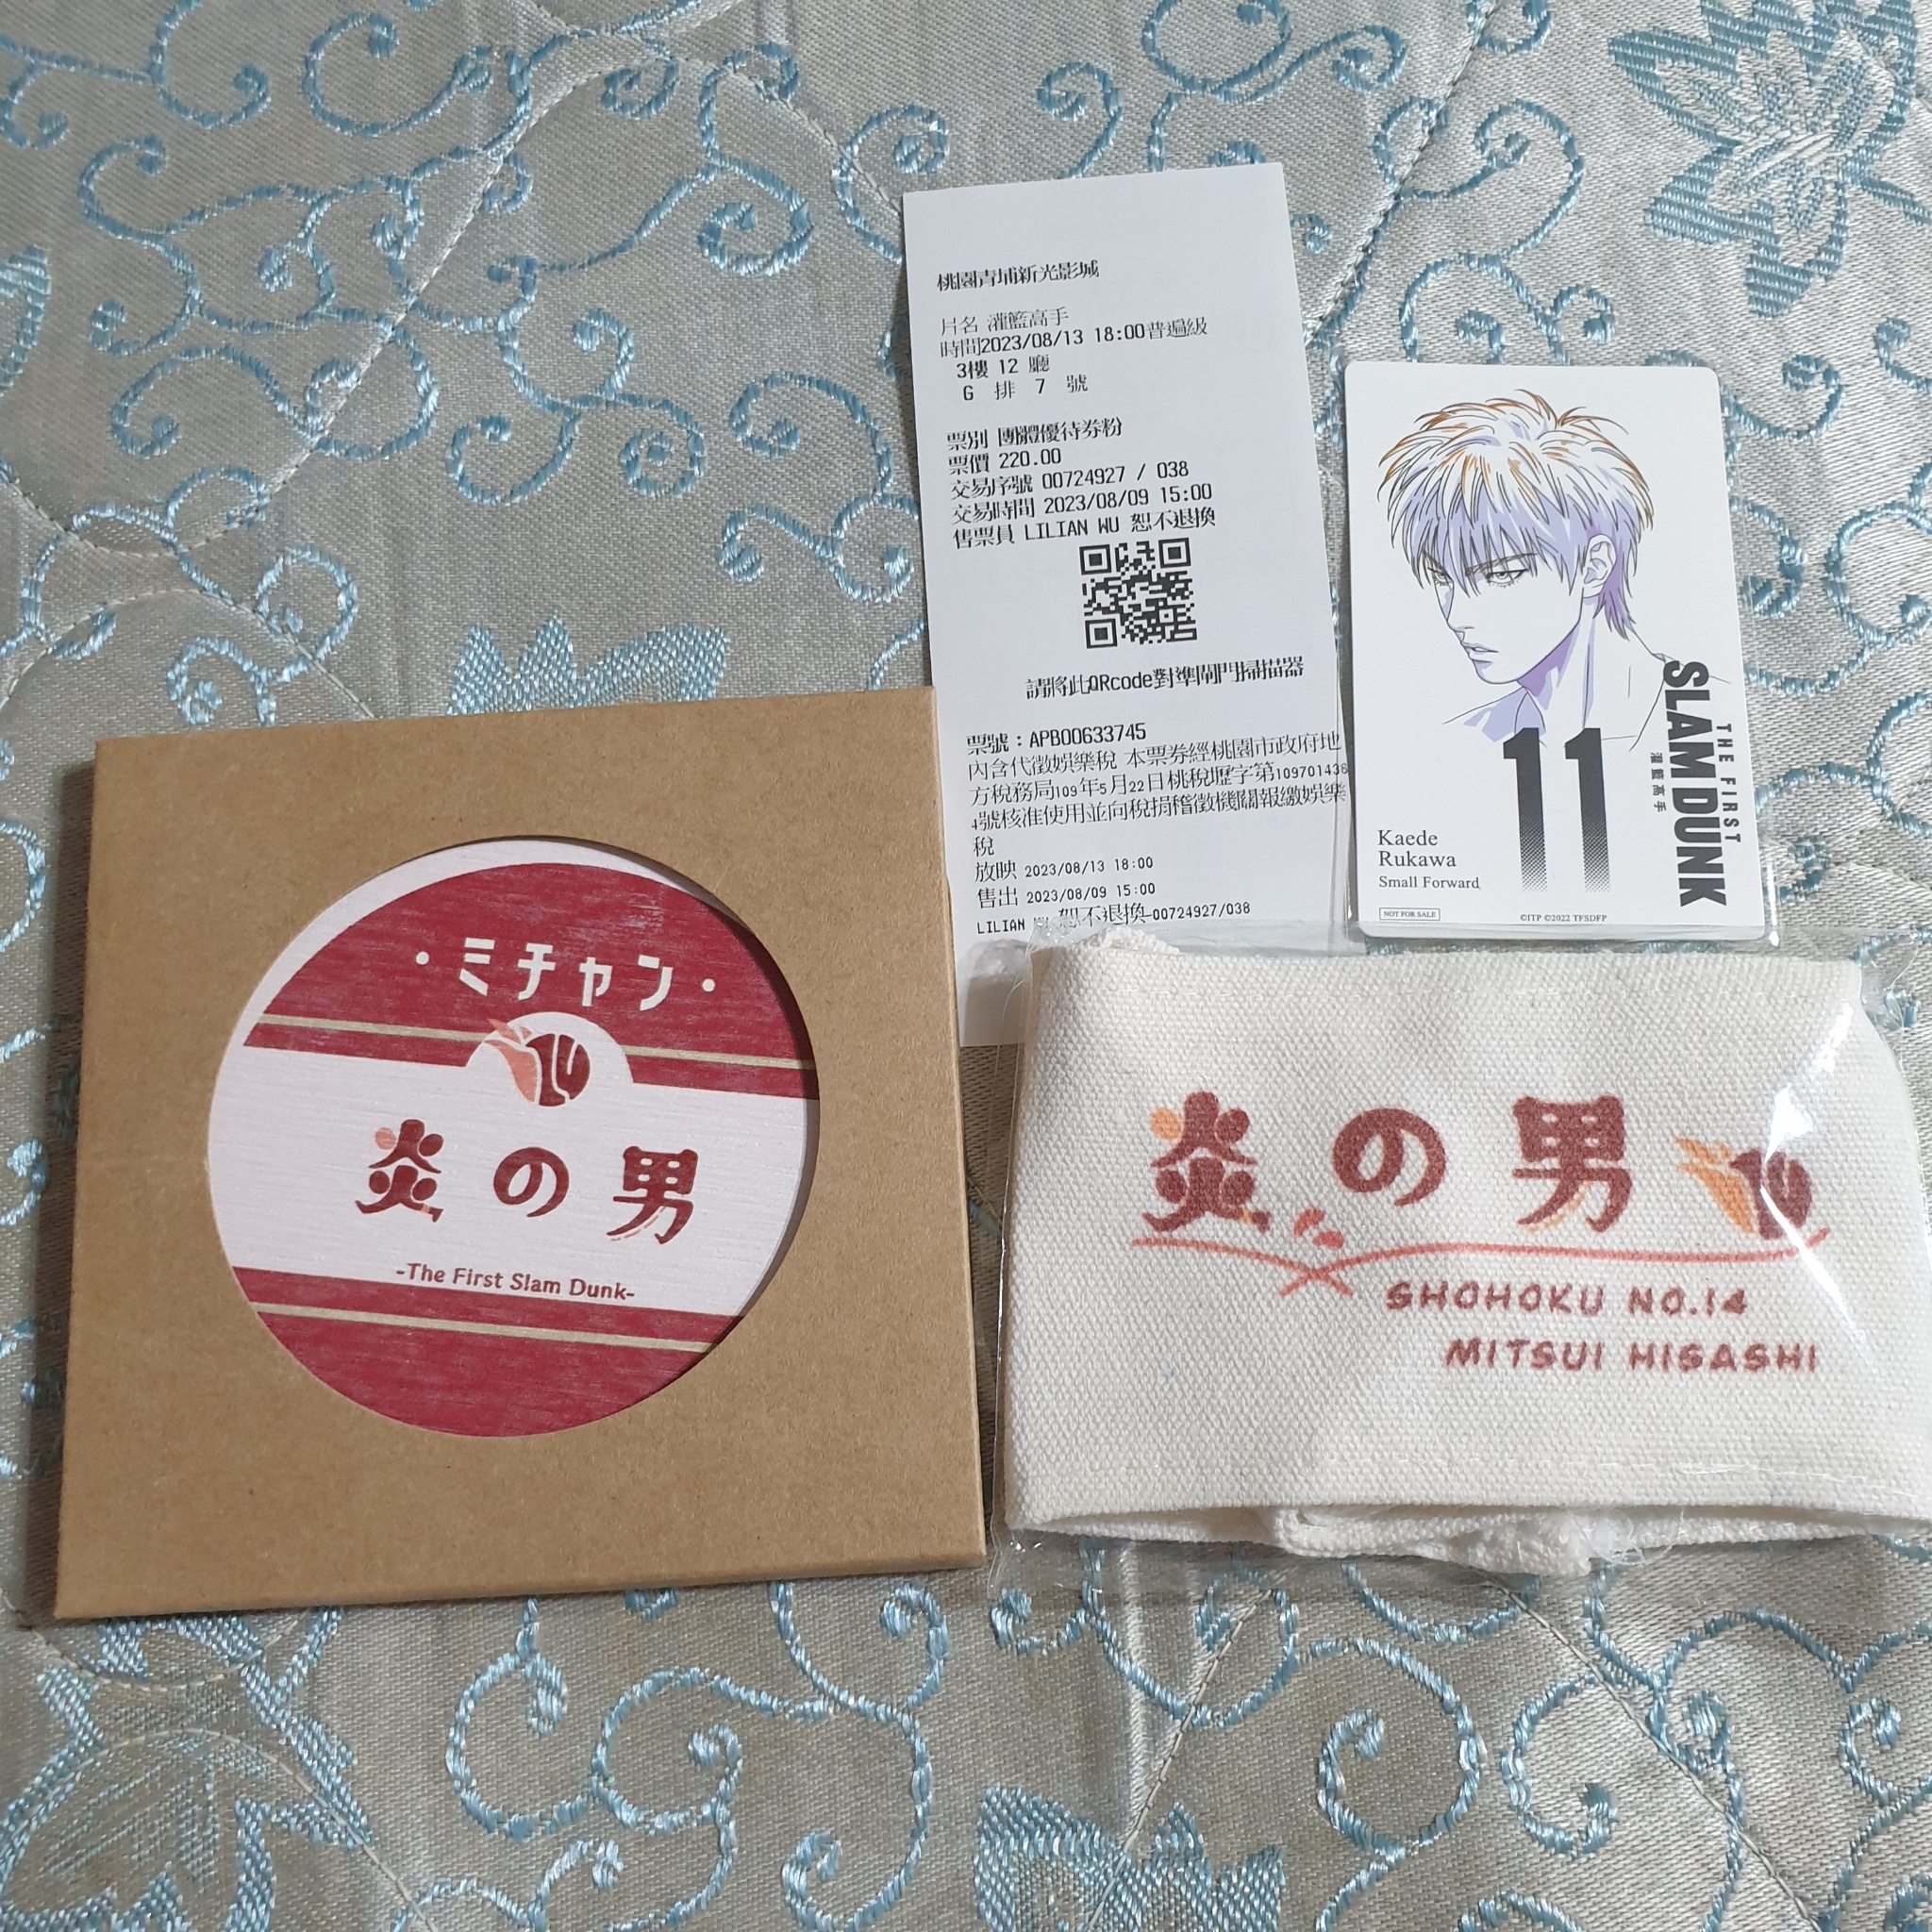 桃園青埔新光影城
片名 灌籃高手
時間2023/08/13 18:00普遍級
3樓 12 廳
G 排 7 號
票別 團體優待券粉
票價 220.00
交易序號 00724927 / 038
交易時間 2023/08/09 15:00
售票員 LILIAN WU 恕不退換
請將此QRcode對準閘門掃描器
票號：APB00633745
內含代徵娛樂稅 本票券經桃園市政府地
方稅務局109年5月22日桃稅壢字第109701436
4號核准使用並向稅捐稽徵機關報繳娛樂
稅
放映 2023/08/13 18:00
售出 2023/08/09 15:00
LILIAN WU 恕不退換-00724927/038
11
Kaede
Rukawa
Small Forward
NOT FOR SALE
©ITP ©2022 TFSDFP
THE FIRST
SLAM DUNK
灌籃高手
・ミチャン・
炎の男
-The First Slam Dunk-
炎の男
SHOHOKU NO.14
MITSUI HISASHI